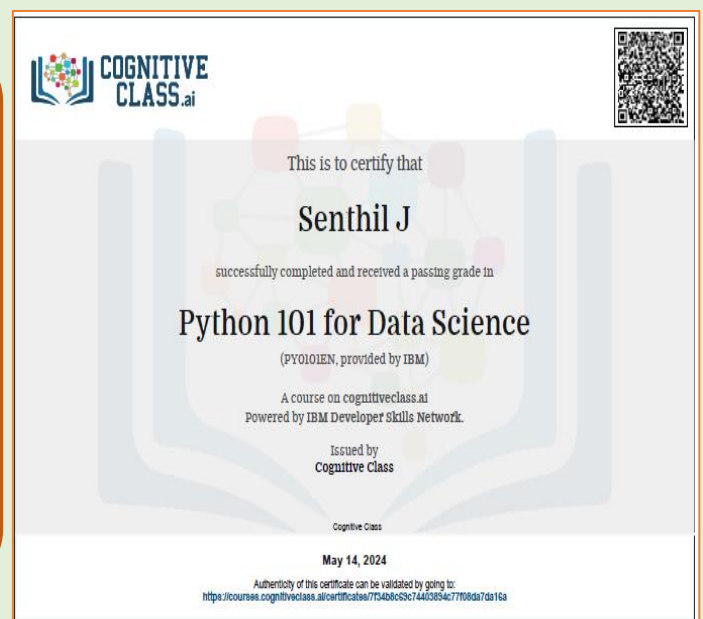 COGNITIVE
CLASS.ai
This is to certify that
Senthil J
successfully completed and received a passing grade in
Python 101 for Data Science
(PY0101EN, provided by IBM)
A course on cognitiveclass.ai
Powered by IBM Developer Skills Network.
Issued by
Cognitive Class
Cognitive Class
May 14, 2024
Authenticity of this certificate can be validated by going to:
https://courses.cognitiveclass.ai/certificates/7f34b8c69c74403894c77f08da7da16a